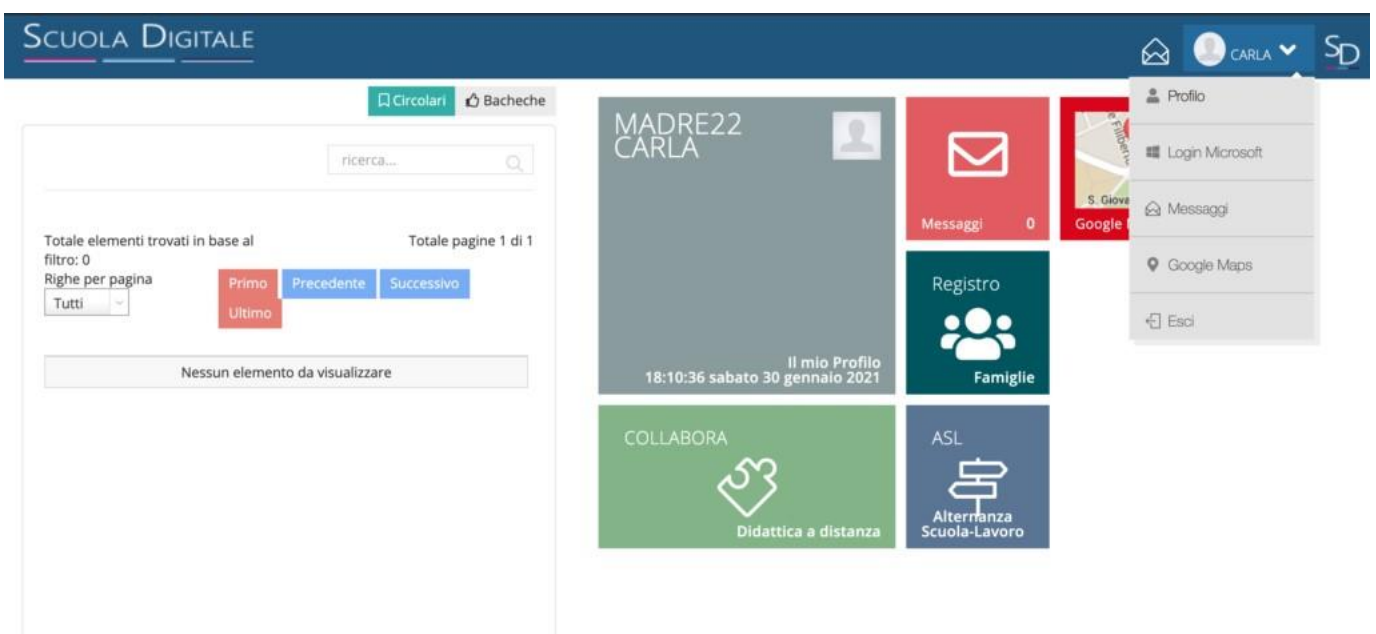 SCUOLA DIGITALE
CARLA
SD
Circolari
Bacheche
ricerca...
Totale elementi trovati in base al
filtro: 0
Totale pagine 1 di 1
Righe per pagina
Tutti
Primo
Precedente
Successivo
Ultimo
Nessun elemento da visualizzare
MADRE22
CARLA
Il mio Profilo
18:10:36 sabato 30 gennaio 2021
Messaggi 0
S. Giova
Google
Registro
Famiglie
COLLABORA
Didattica a distanza
ASL
Alternanza
Scuola-Lavoro
Profilo
Login Microsoft
Messaggi
Google Maps
Esci